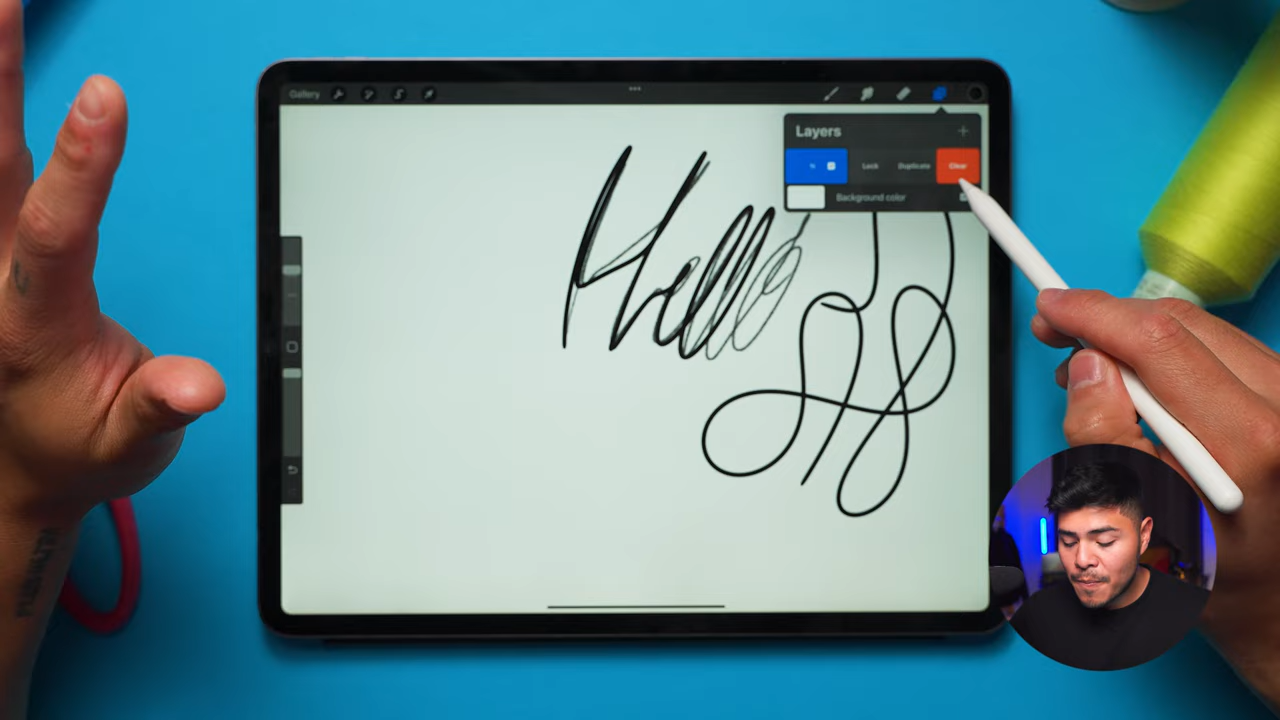 Gallery
Layers
N
Lock Duplicate Clear
Background color
Hello